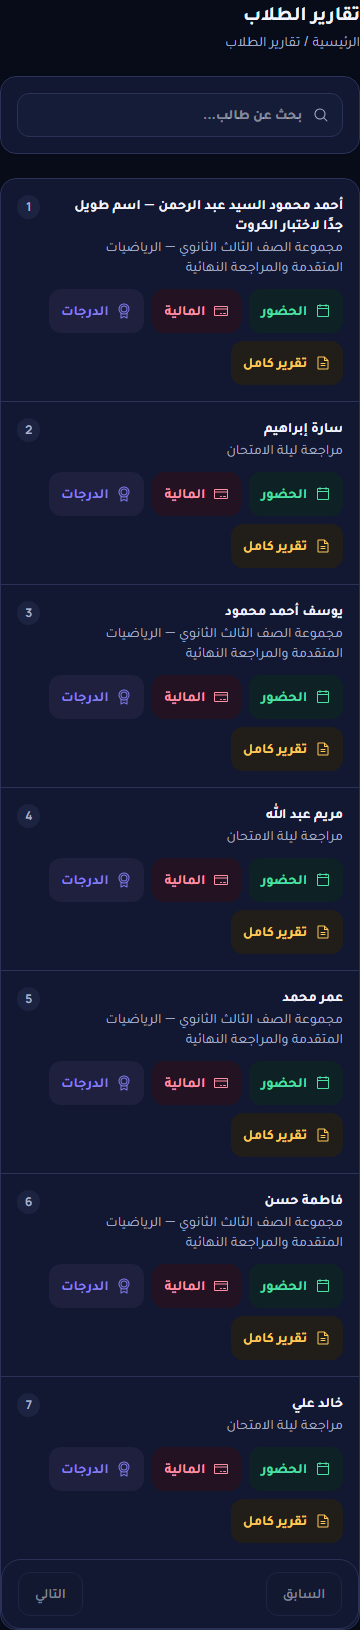 تقارير الطلاب
الرئيسية / تقارير الطلاب
بحث عن طالب...
أحمد محمود السيد عبد الرحمن – اسم طويل 1
جدًا لاختبار الكروت
مجموعة الصف الثالث الثانوي – الرياضيات
المتقدمة والمراجعة النهائية
الحضور المالية الدرجات
تقرير كامل
سارة إبراهيم 2
مراجعة ليلة الامتحان
الحضور المالية الدرجات
تقرير كامل
يوسف أحمد محمود 3
مجموعة الصف الثالث الثانوي – الرياضيات
المتقدمة والمراجعة النهائية
الحضور المالية الدرجات
تقرير كامل
مريم عبد الله 4
مراجعة ليلة الامتحان
الحضور المالية الدرجات
تقرير كامل
عمر محمد 5
مجموعة الصف الثالث الثانوي – الرياضيات
المتقدمة والمراجعة النهائية
الحضور المالية الدرجات
تقرير كامل
فاطمة حسن 6
مجموعة الصف الثالث الثانوي – الرياضيات
المتقدمة والمراجعة النهائية
الحضور المالية الدرجات
تقرير كامل
خالد علي 7
مراجعة ليلة الامتحان
الحضور المالية الدرجات
تقرير كامل
السابق التالي